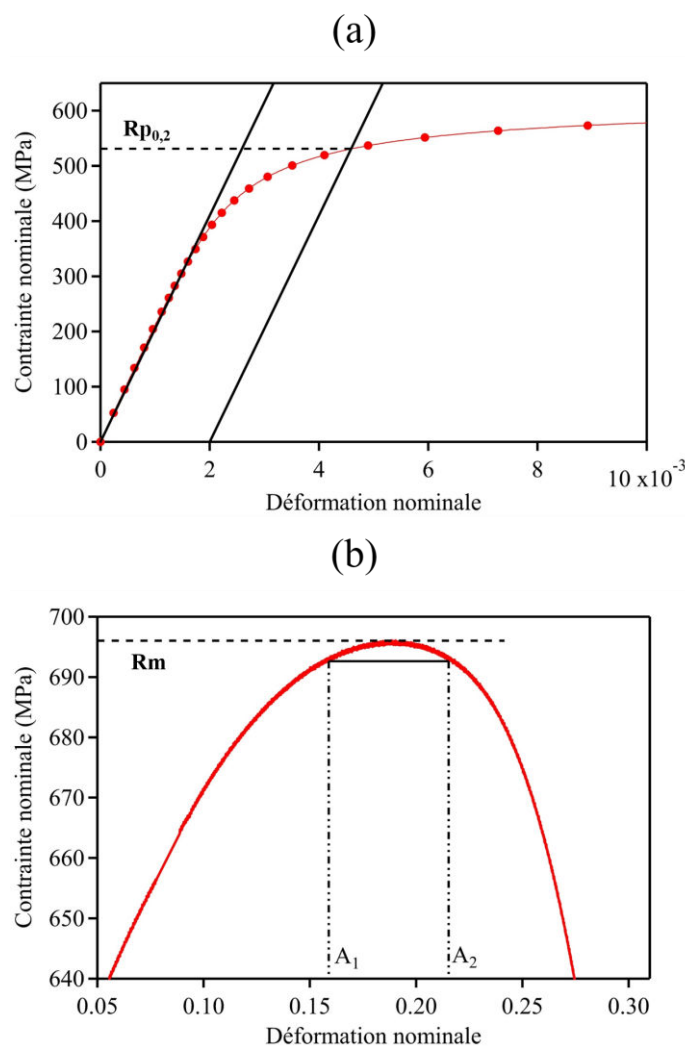 (a)
600
500
400
300
200
100
0
Contrainte nominale (MPa)
Rp0,2
0
2
4
6
8
10 x10-3
Déformation nominale
(b)
700
690
680
670
660
650
640
Contrainte nominale (MPa)
Rm
A1
A2
0.05
0.10
0.15
0.20
0.25
0.30
Déformation nominale